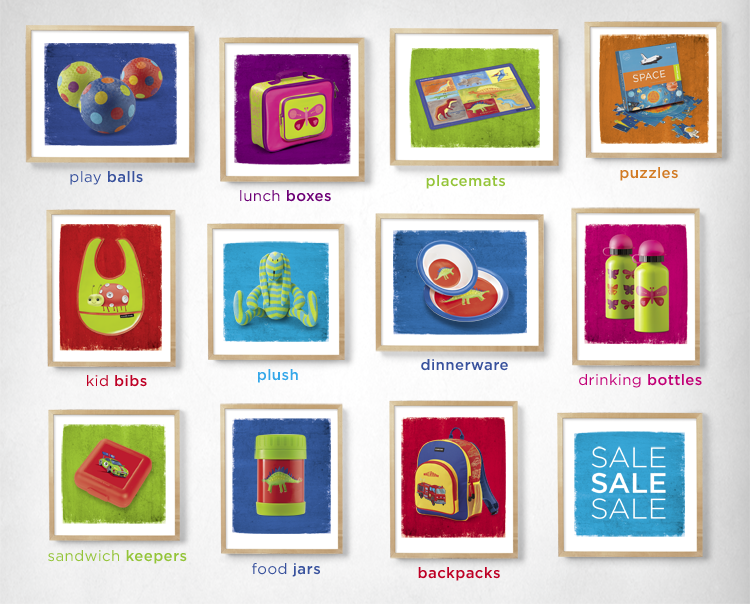 SPACE
play balls
lunch boxes
placemats
puzzles
kid bibs
plush
dinnerware
drinking bottles
SALE
SALE
SALE
sandwich keepers
food jars
backpacks